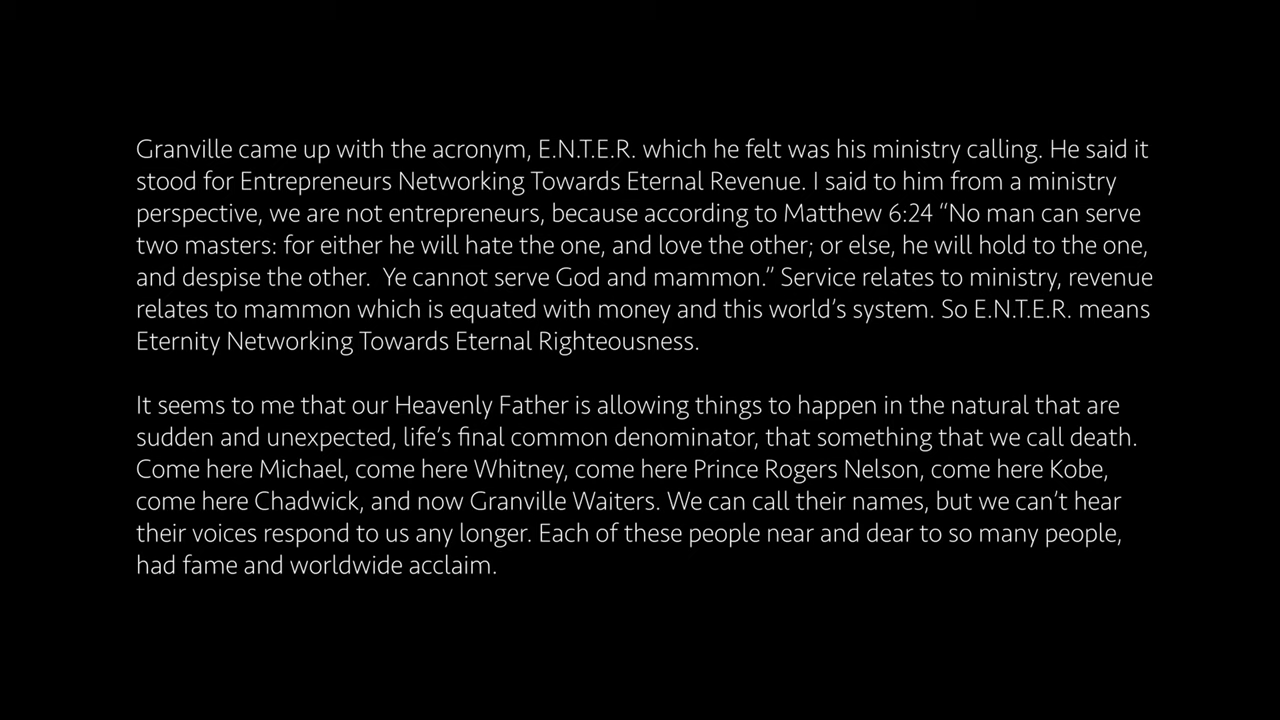 Granville came up with the acronym, E.N.T.E.R. which he felt was his ministry calling. He said it
stood for Entrepreneurs Networking Towards Eternal Revenue. I said to him from a ministry
perspective, we are not entrepreneurs, because according to Matthew 6:24 “No man can serve
two masters: for either he will hate the one, and love the other; or else, he will hold to the one,
and despise the other.  Ye cannot serve God and mammon.” Service relates to ministry, revenue
relates to mammon which is equated with money and this world’s system. So E.N.T.E.R. means
Eternity Networking Towards Eternal Righteousness.

It seems to me that our Heavenly Father is allowing things to happen in the natural that are
sudden and unexpected, life’s final common denominator, that something that we call death.
Come here Michael, come here Whitney, come here Prince Rogers Nelson, come here Kobe,
come here Chadwick, and now Granville Waiters. We can call their names, but we can’t hear
their voices respond to us any longer. Each of these people near and dear to so many people,
had fame and worldwide acclaim.